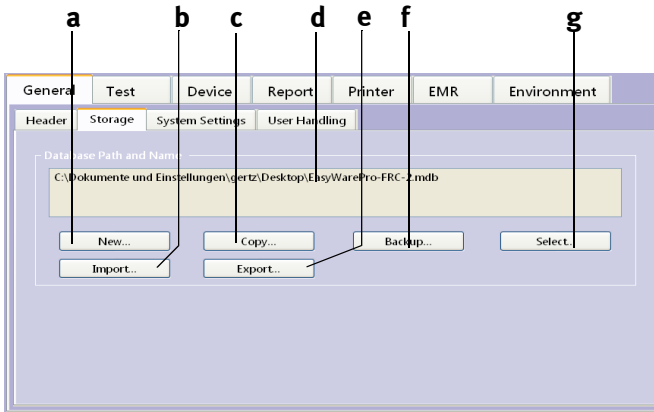 a b c d e f g
General Test Device Report Printer EMR Environment
Header Storage System Settings User Handling
Database Path and Name
C:\Dokumente und Einstellungen\gertz\Desktop\EasyWarePro-FRC-2.mdb
New... Copy... Backup... Select...
Import... Export...